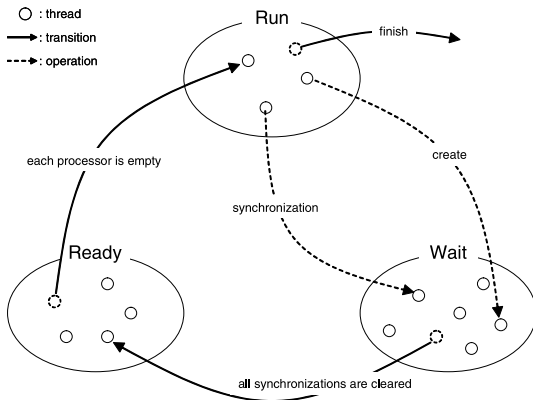 Run
: thread
: transition
: operation
finish
each processor is empty
create
synchronization
Ready
Wait
all synchronizations are cleared